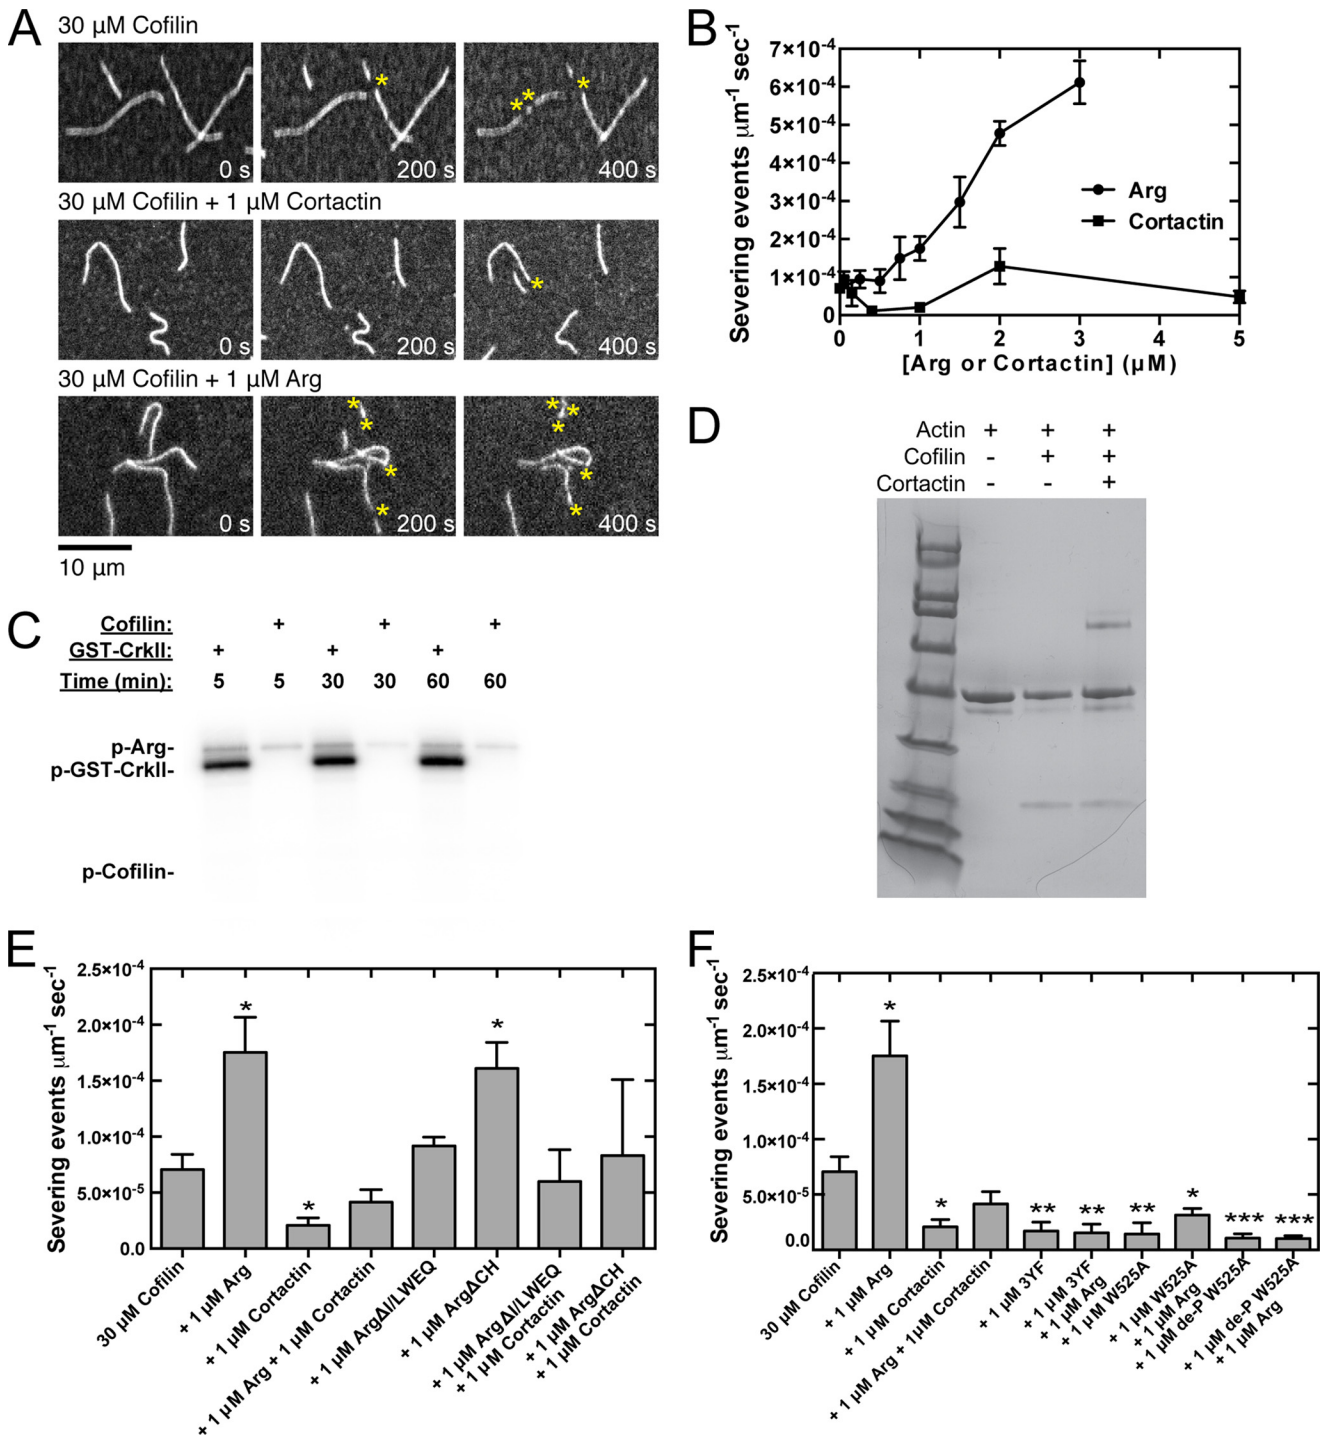 A
30 µM Cofilin
0 s
200 s
400 s
30 µM Cofilin + 1 µM Cortactin
0 s
200 s
400 s
30 µM Cofilin + 1 µM Arg
0 s
200 s
400 s
10 µm
B
Severing events µm⁻¹ sec⁻¹
7×10⁻⁴
6×10⁻⁴
5×10⁻⁴
4×10⁻⁴
3×10⁻⁴
2×10⁻⁴
1×10⁻⁴
0
0 1 2 3 4 5
[Arg or Cortactin] (µM)
Arg
Cortactin
C
Cofilin: + + +
GST-CrkII: + + +
Time (min): 5 5 30 30 60 60
p-Arg-
p-GST-CrkII-
p-Cofilin-
D
Actin + + +
Cofilin - + +
Cortactin - - +
E
Severing events µm⁻¹ sec⁻¹
2.5×10⁻⁴
2.0×10⁻⁴
1.5×10⁻⁴
1.0×10⁻⁴
5.0×10⁻⁵
0.0
* * *
30 µM Cofilin
+ 1 µM Arg
+ 1 µM Cortactin
+ 1 µM Arg + 1 µM Cortactin
+ 1 µM ArgΔI/LWEQ
+ 1 µM ArgΔCH
+ 1 µM ArgΔI/LWEQ
+ 1 µM Cortactin
+ 1 µM ArgΔCH
+ 1 µM Cortactin
F
Severing events µm⁻¹ sec⁻¹
2.5×10⁻⁴
2.0×10⁻⁴
1.5×10⁻⁴
1.0×10⁻⁴
5.0×10⁻⁵
0.0
* * ** ** ** * *** ***
30 µM Cofilin
+ 1 µM Arg
+ 1 µM Cortactin
+ 1 µM Arg + 1 µM Cortactin
+ 1 µM 3YF
+ 1 µM 3YF
+ 1 µM Arg
+ 1 µM W525A
+ 1 µM W525A
+ 1 µM Arg
+ 1 µM de-P W525A
+ 1 µM de-P W525A
+ 1 µM Arg